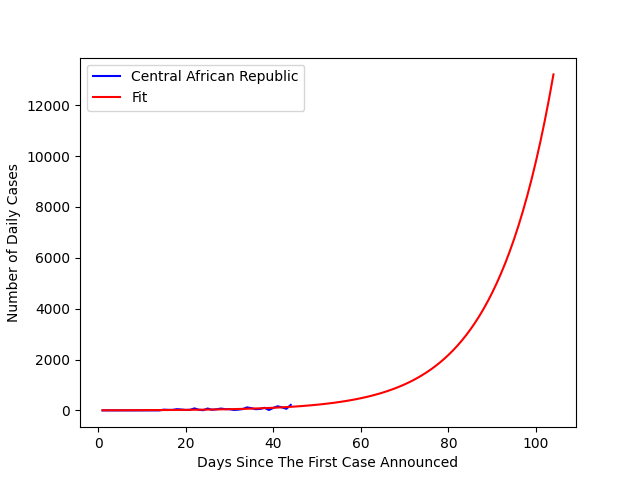 Central African Republic
Fit
12000
10000
8000
6000
4000
2000
0
0 20 40 60 80 100
Number of Daily Cases
Days Since The First Case Announced